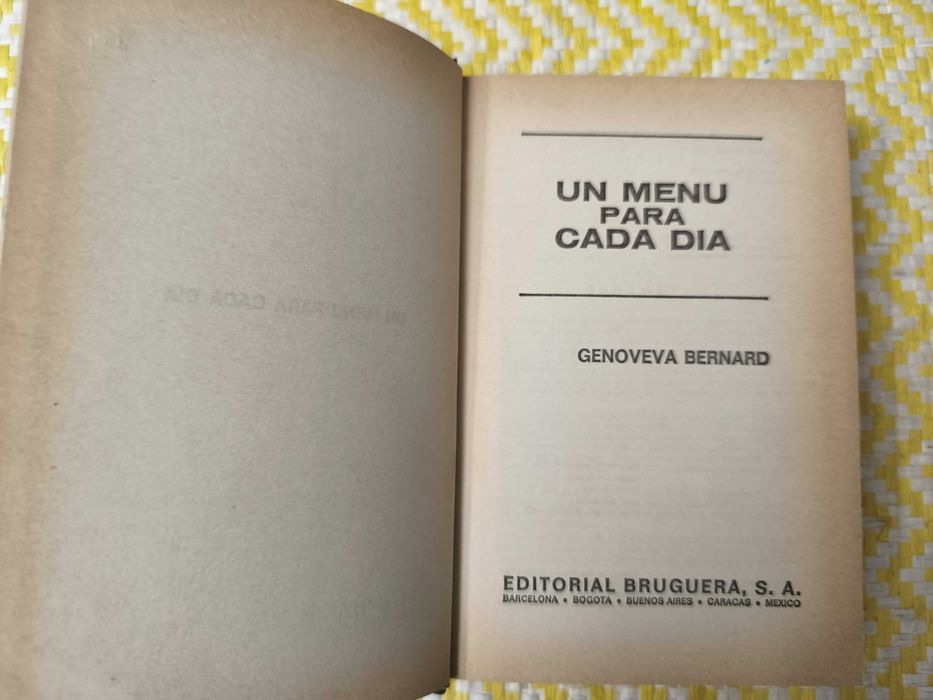 UN MENU
PARA
CADA DIA
GENOVEVA BERNARD
EDITORIAL BRUGUERA, S. A.
BARCELONA • BOGOTA • BUENOS AIRES • CARACAS • MEXICO